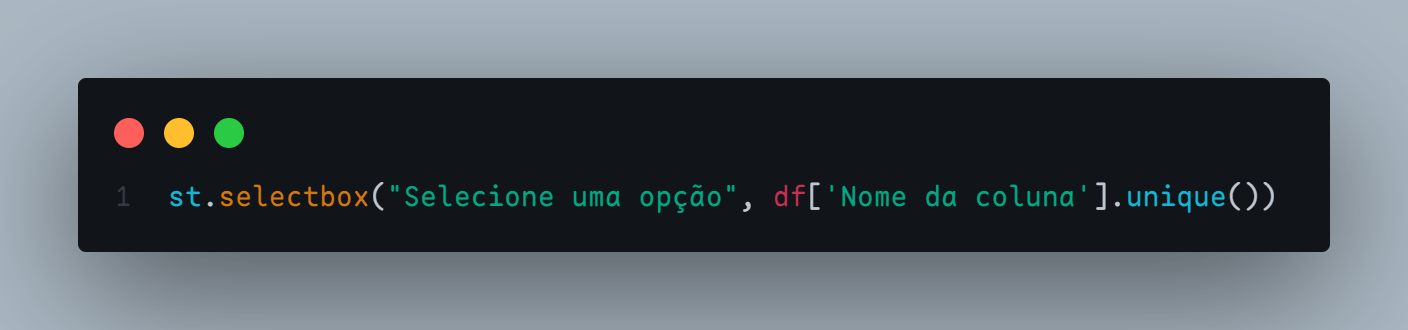 1 st.selectbox("Selecione uma opção", df['Nome da coluna'].unique())